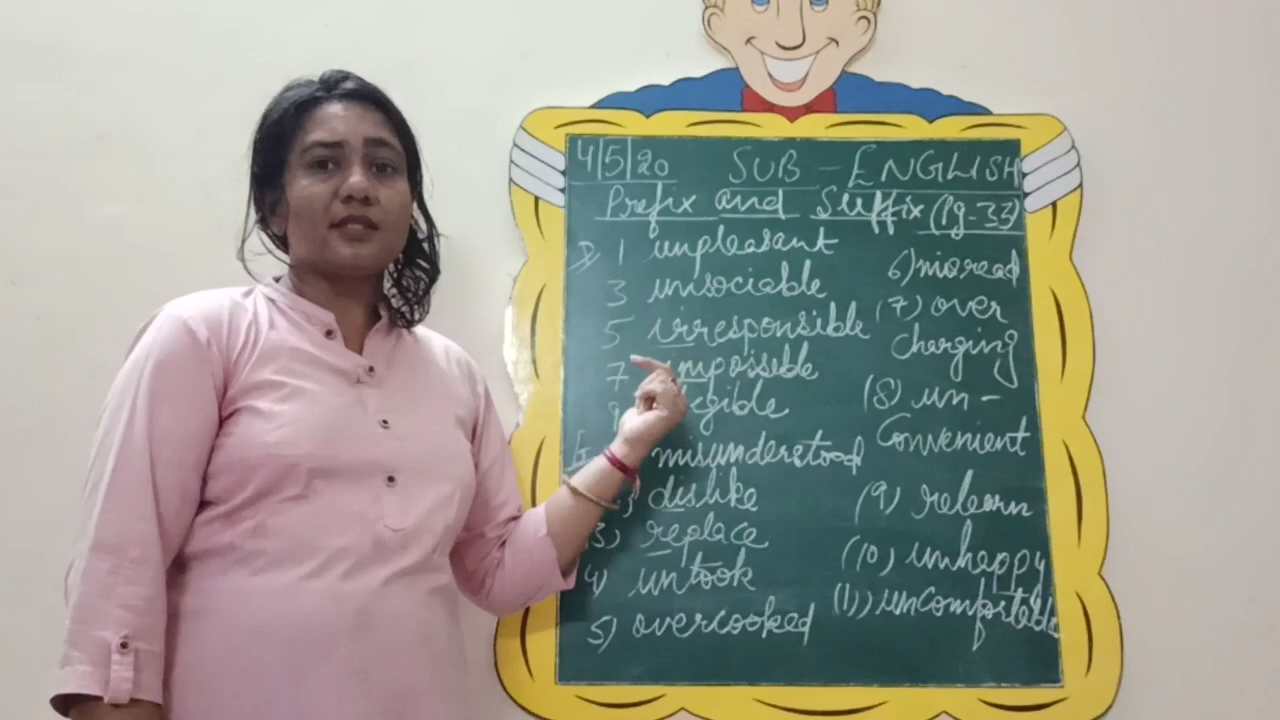 4/5/20 SUB - ENGLISH
Prefix and Suffix (Pg-33)
1 unpleasant
3 unsociable
5 irresponsible
7 impossible
9 egible
misunderstood
dislike
3) replace
4) untook
5) overcooked
6) misread
(7) over
charging
(8) un-
Convenient
(9) relearn
(10) unhappy
(11) uncomfortable